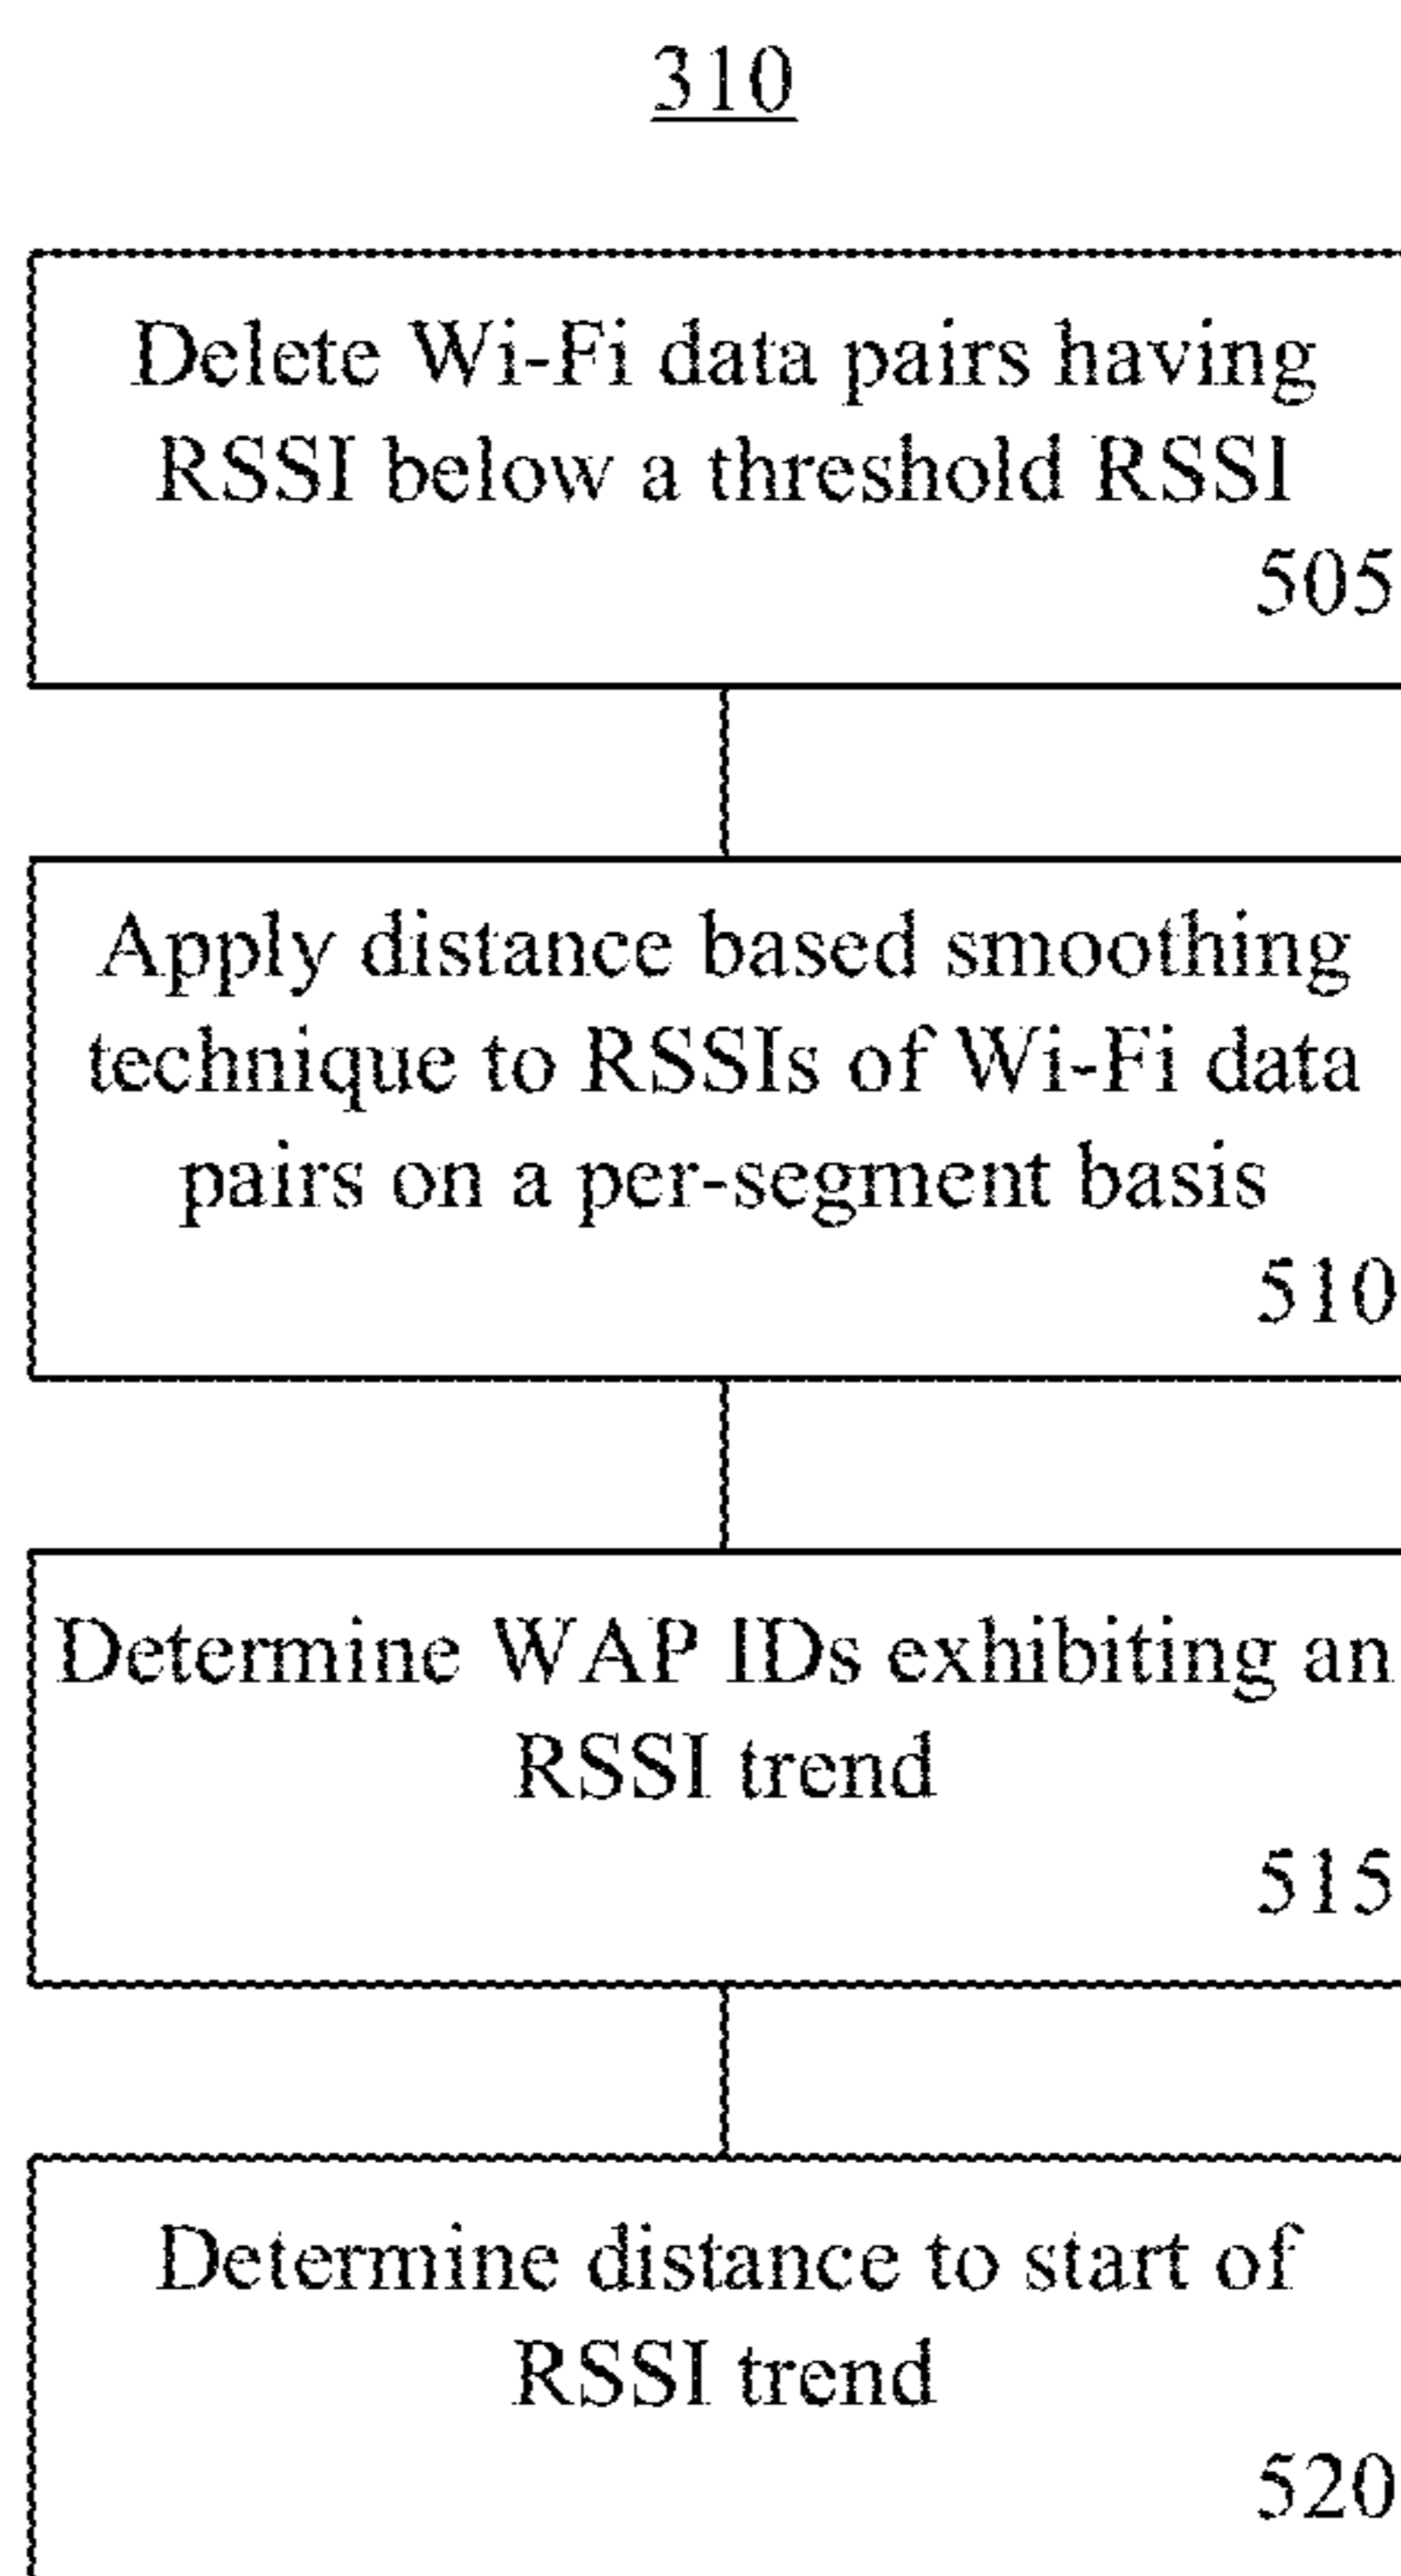 310
Delete Wi-Fi data pairs having
RSSI below a threshold RSSI
505
Apply distance based smoothing
technique to RSSIs of Wi-Fi data
pairs on a per-segment basis
510
Determine WAP IDs exhibiting an
RSSI trend
515
Determine distance to start of
RSSI trend
520